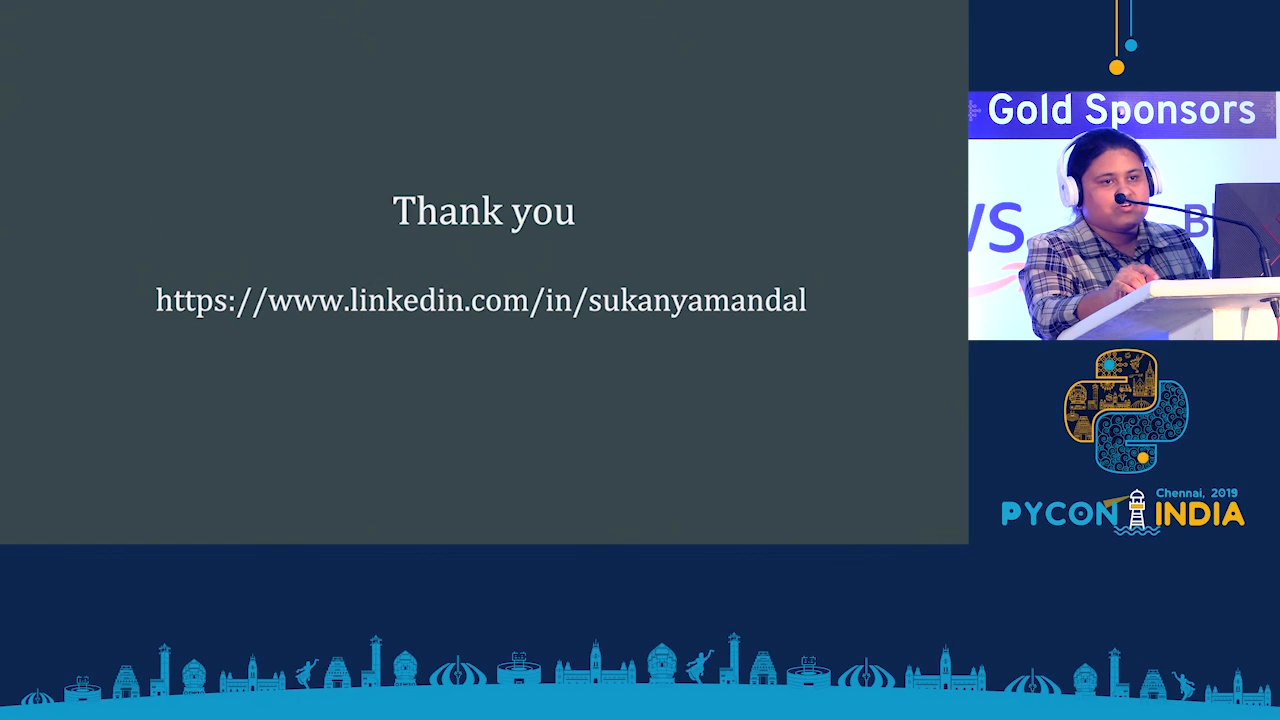 Thank you
https://www.linkedin.com/in/sukanyamandal
Gold Sponsors
Chennai, 2019
PYCON INDIA